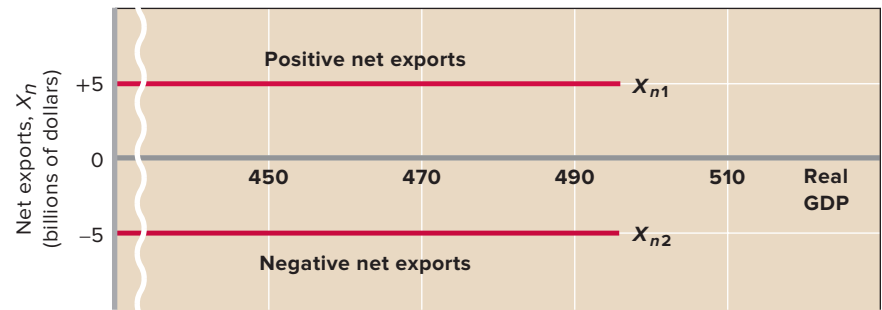 Net exports, Xn
(billions of dollars)
+5
0
–5
Positive net exports
Xn1
450
470
490
510
Real
GDP
Xn2
Negative net exports